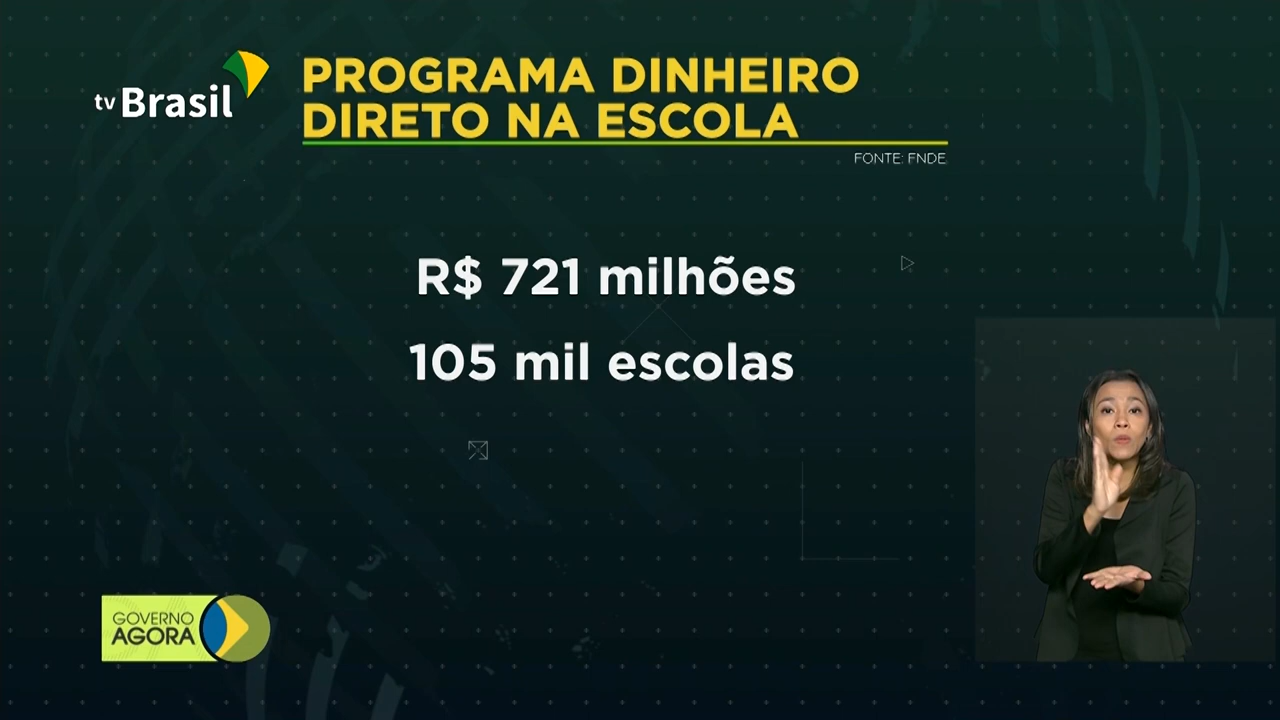 tv Brasil
PROGRAMA DINHEIRO
DIRETO NA ESCOLA
FONTE: FNDE
R$ 721 milhões
105 mil escolas
GOVERNO
AGORA